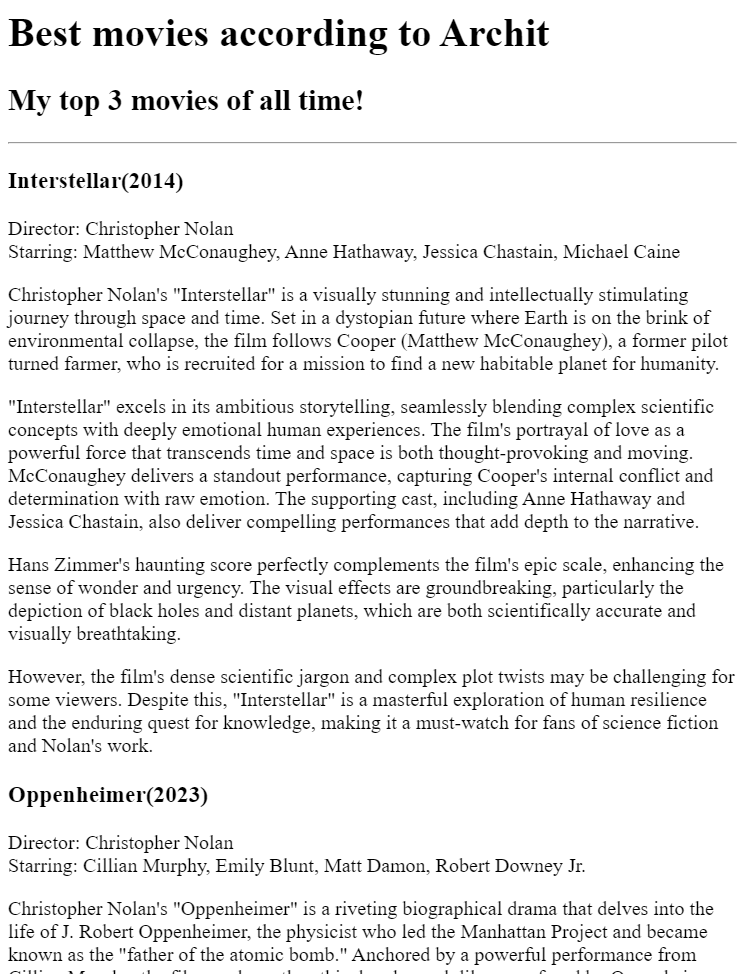 Best movies according to Archit
My top 3 movies of all time!
Interstellar(2014)
Director: Christopher Nolan
Starring: Matthew McConaughey, Anne Hathaway, Jessica Chastain, Michael Caine
Christopher Nolan's "Interstellar" is a visually stunning and intellectually stimulating
journey through space and time. Set in a dystopian future where Earth is on the brink of
environmental collapse, the film follows Cooper (Matthew McConaughey), a former pilot
turned farmer, who is recruited for a mission to find a new habitable planet for humanity.
"Interstellar" excels in its ambitious storytelling, seamlessly blending complex scientific
concepts with deeply emotional human experiences. The film's portrayal of love as a
powerful force that transcends time and space is both thought-provoking and moving.
McConaughey delivers a standout performance, capturing Cooper's internal conflict and
determination with raw emotion. The supporting cast, including Anne Hathaway and
Jessica Chastain, also deliver compelling performances that add depth to the narrative.
Hans Zimmer's haunting score perfectly complements the film's epic scale, enhancing the
sense of wonder and urgency. The visual effects are groundbreaking, particularly the
depiction of black holes and distant planets, which are both scientifically accurate and
visually breathtaking.
However, the film's dense scientific jargon and complex plot twists may be challenging for
some viewers. Despite this, "Interstellar" is a masterful exploration of human resilience
and the enduring quest for knowledge, making it a must-watch for fans of science fiction
and Nolan's work.
Oppenheimer(2023)
Director: Christopher Nolan
Starring: Cillian Murphy, Emily Blunt, Matt Damon, Robert Downey Jr.
Christopher Nolan's "Oppenheimer" is a riveting biographical drama that delves into the
life of J. Robert Oppenheimer, the physicist who led the Manhattan Project and became
known as the "father of the atomic bomb." Anchored by a powerful performance from